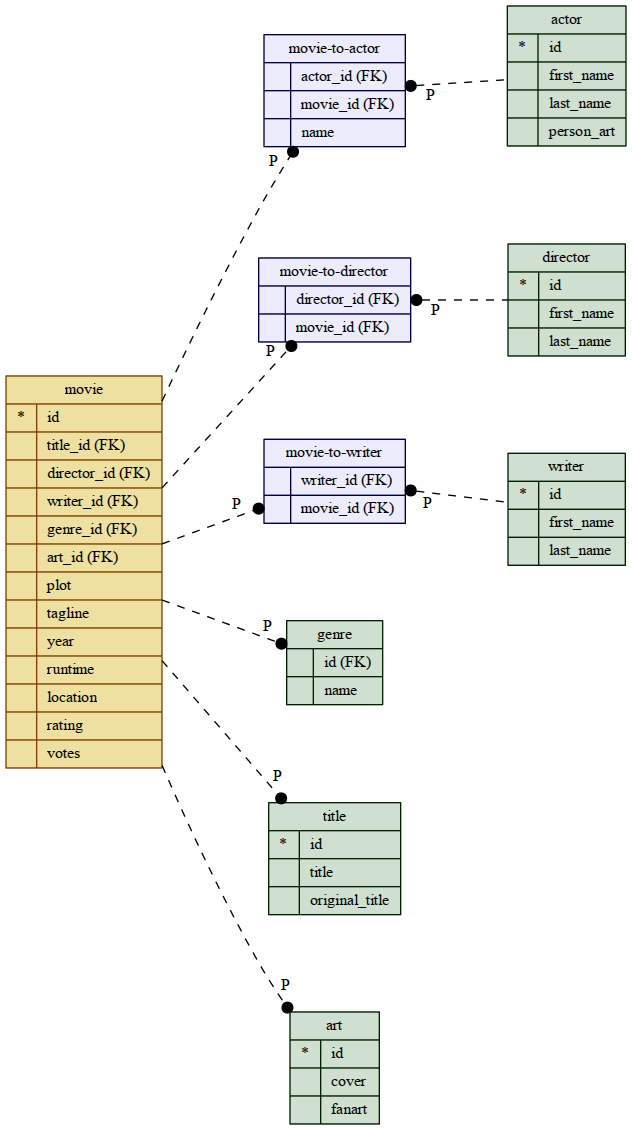 movie
* id
title_id (FK)
director_id (FK)
writer_id (FK)
genre_id (FK)
art_id (FK)
plot
tagline
year
runtime
location
rating
votes
movie-to-actor
actor_id (FK)
movie_id (FK)
name
P
P
actor
* id
first_name
last_name
person_art
movie-to-director
director_id (FK)
movie_id (FK)
P
P
director
* id
first_name
last_name
movie-to-writer
writer_id (FK)
movie_id (FK)
P
P
writer
* id
first_name
last_name
P
genre
id (FK)
name
P
title
* id
title
original_title
P
art
* id
cover
fanart